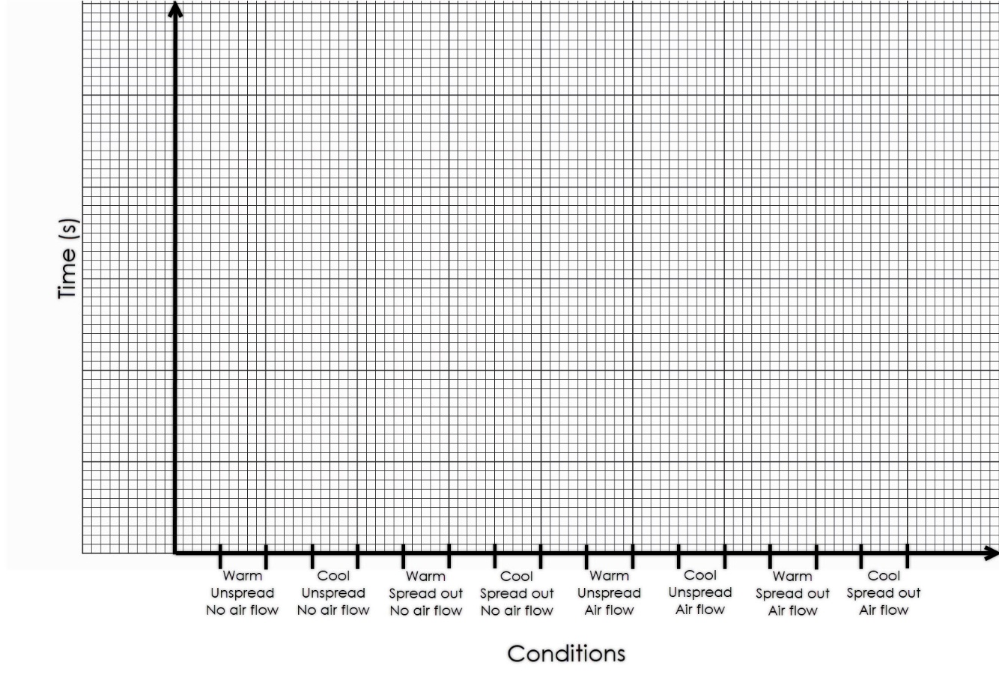 Time (s)
Warm
Unspread
No air flow
Cool
Unspread
No air flow
Warm
Spread out
No air flow
Cool
Spread out
No air flow
Warm
Unspread
Air flow
Cool
Unspread
Air flow
Warm
Spread out
Air flow
Cool
Spread out
Air flow
Conditions